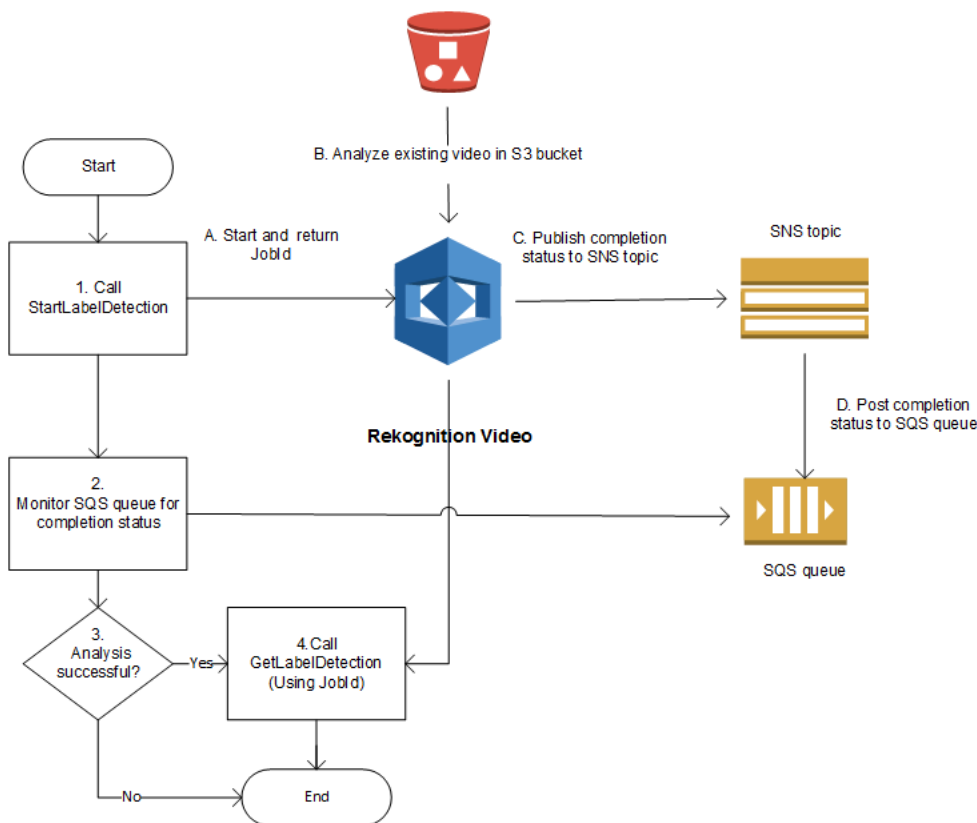 B. Analyze existing video in S3 bucket
Start
A. Start and return
JobId
C. Publish completion
status to SNS topic
SNS topic
1. Call
StartLabelDetection
D. Post completion
status to SQS queue
Rekognition Video
2.
Monitor SQS queue for
completion status
SQS queue
3.
Analysis
successful?
Yes
4.Call
GetLabelDetection
(Using JobId)
No
End